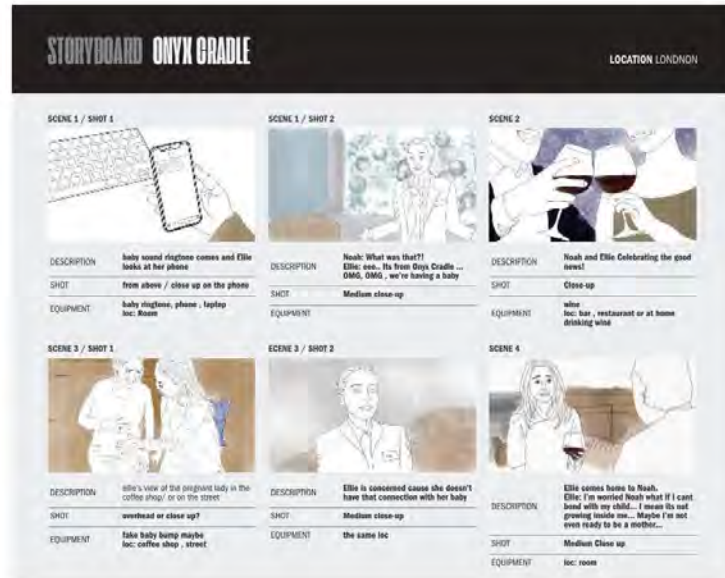 STORYBOARD ONYX CRADLE
LOCATION LONDNON
SCENE 1 / SHOT 1
DESCRIPTION
baby sound ringtone comes and Ellie
looks at her phone
SHOT
from above / close up on the phone
EQUIPMENT
baby ringtone, phone , laptap
loc: Room
SCENE 1 / SHOT 2
DESCRIPTION
Noah: What was that?!
Ellie: eee.. Its from Onyx Cradle ...
OMG, OMG , we're having a baby
SHOT
Medium close-up
EQUIPMENT
SCENE 2
DESCRIPTION
Noah and Ellie Celebrating the good
news!
SHOT
Close-up
EQUIPMENT
wine
loc: bar , restaurant or at home
drinking wine
SCENE 3 / SHOT 1
DESCRIPTION
ellie's view of the pregnant lady in the
coffee shop/ or on the street
SHOT
overhead or close up?
EQUIPMENT
fake baby bump maybe
loc: coffee shop , street
ECENE 3 / SHOT 2
DESCRIPTION
Ellie is concerned cause she doesn't
have that connection with her baby
SHOT
Medium close-up
EQUIPMENT
the same loc
SCENE 4
DESCRIPTION
Ellie comes home to Noah.
Ellie: I'm worried Noah what if I cant
bond with my child... I mean its not
growing inside me... Maybe I'm not
even ready to be a mother...
SHOT
Medium Close up
EQUIPMENT
loc: room